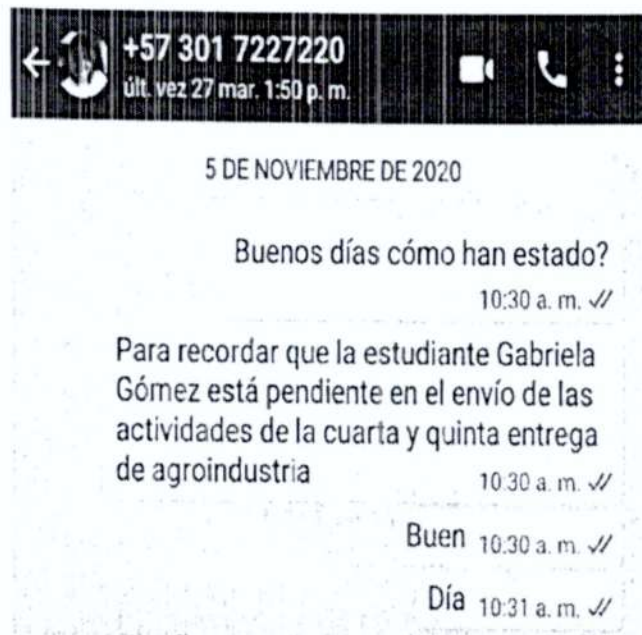 +57 301 7227220
últ. vez 27 mar. 1:50 p. m.
5 DE NOVIEMBRE DE 2020
Buenos días cómo han estado?
10:30 a. m.
Para recordar que la estudiante Gabriela
Gómez está pendiente en el envío de las
actividades de la cuarta y quinta entrega
de agroindustria 10:30 a. m.
Buen 10:30 a. m.
Día 10:31 a. m.